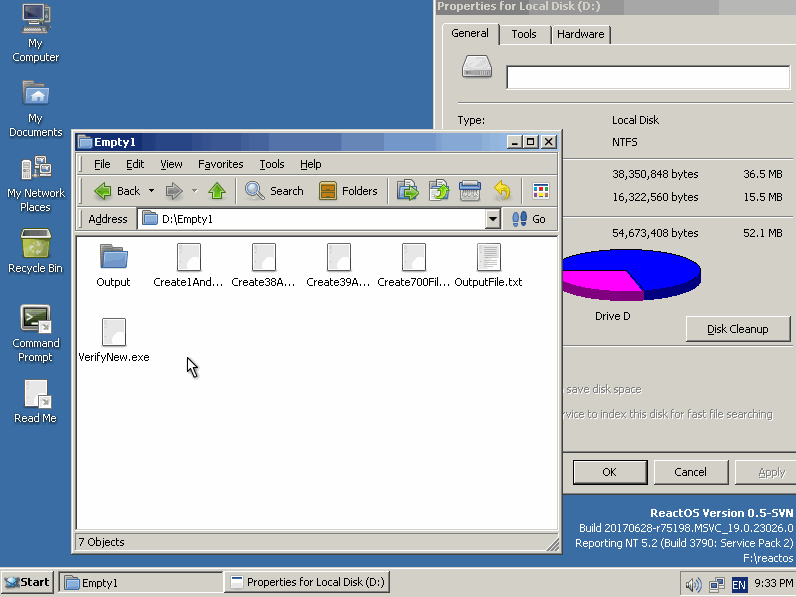 My
Computer
My
Documents
My Network
Places
Recycle Bin
Command
Prompt
Read Me
Properties for Local Disk (D:)
General
Tools
Hardware
Type:
Local Disk
NTFS
38,350,848 bytes
36.5 MB
16,322,560 bytes
15.5 MB
54,673,408 bytes
52.1 MB
Drive D
Disk Cleanup
save disk space
to index this disk for fast file searching
OK
Cancel
Apply
Empty1
File Edit View Favorites Tools Help
Back
Search
Folders
Address
D:\Empty1
Go
Output
Create1And...
Create38A...
Create39A...
Create700Fil...
OutputFile.txt
VerifyNew.exe
7 Objects
ReactOS Version 0.5-SVN
Build 20170628-r75198.MSVC_19.0.23026.0
Reporting NT 5.2 (Build 3790: Service Pack 2)
F:\reactos
Start
Empty1
Properties for Local Disk (D:)
EN
9:33 PM